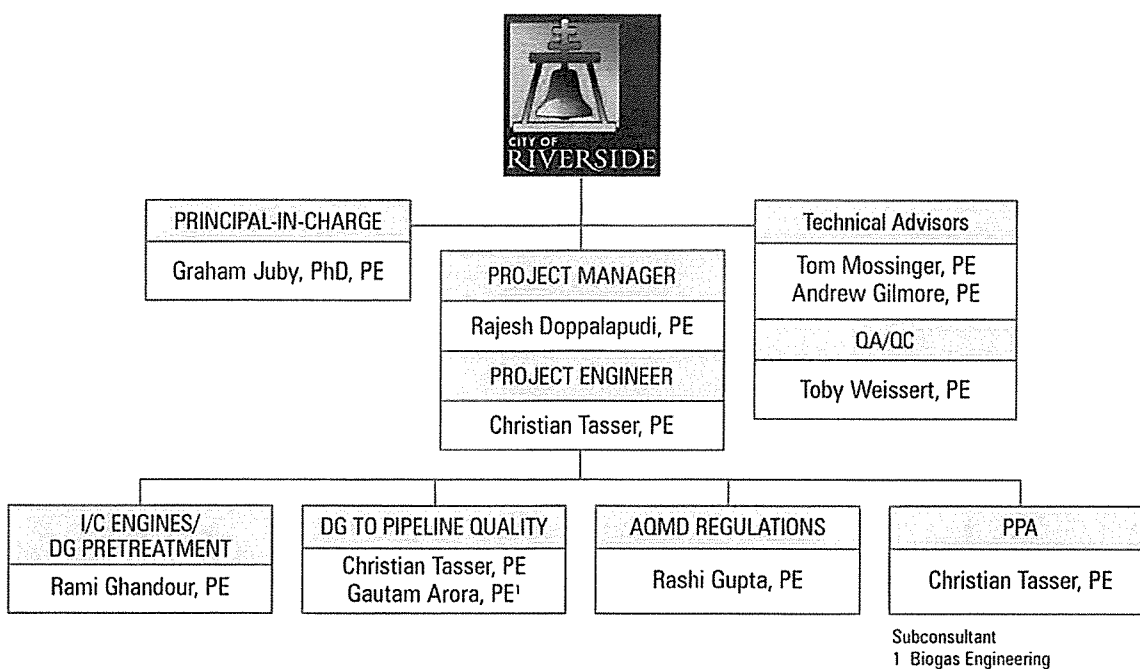 CITY OF
RIVERSIDE
PRINCIPAL-IN-CHARGE
Graham Juby, PhD, PE
PROJECT MANAGER
Rajesh Doppalapudi, PE
PROJECT ENGINEER
Christian Tasser, PE
Technical Advisors
Tom Mossinger, PE
Andrew Gilmore, PE
QA/QC
Toby Weissert, PE
I/C ENGINES/
DG PRETREATMENT
Rami Ghandour, PE
DG TO PIPELINE QUALITY
Christian Tasser, PE
Gautam Arora, PE¹
AQMD REGULATIONS
Rashi Gupta, PE
PPA
Christian Tasser, PE
Subconsultant
1 Biogas Engineering